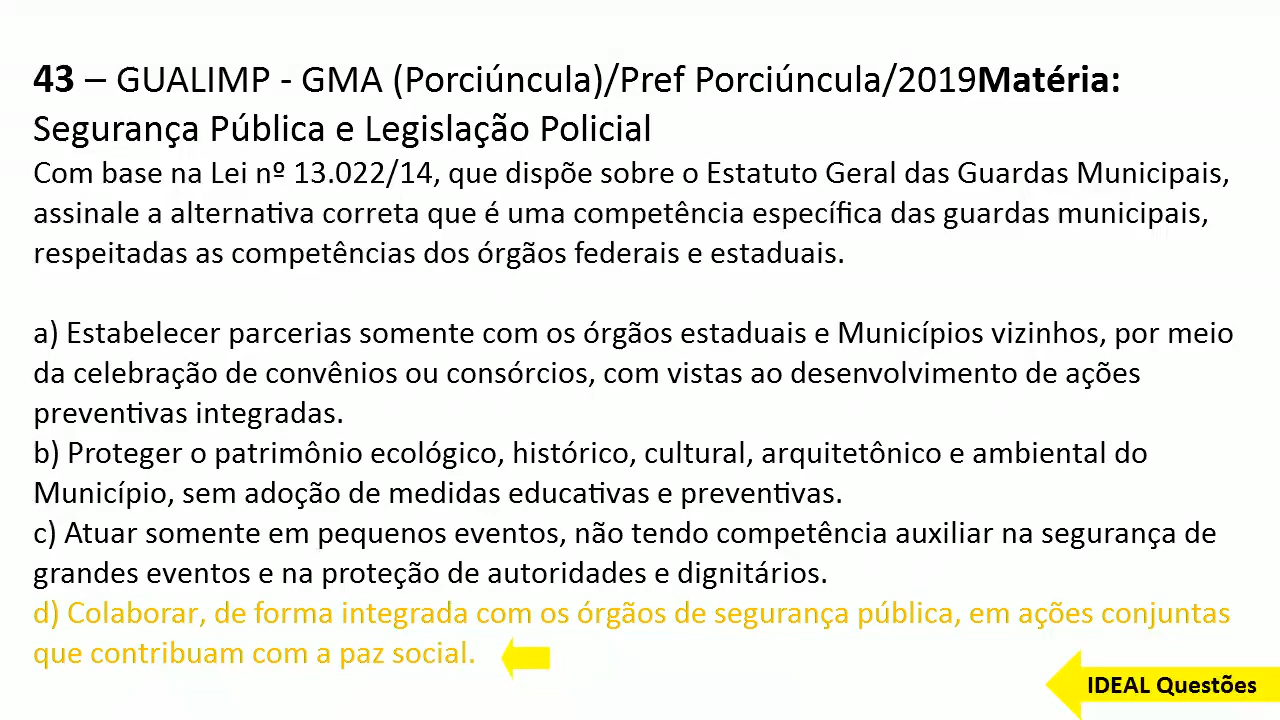 43 – GUALIMP - GMA (Porciúncula)/Pref Porciúncula/2019Matéria:
Segurança Pública e Legislação Policial
Com base na Lei nº 13.022/14, que dispõe sobre o Estatuto Geral das Guardas Municipais,
assinale a alternativa correta que é uma competência específica das guardas municipais,
respeitadas as competências dos órgãos federais e estaduais.
a) Estabelecer parcerias somente com os órgãos estaduais e Municípios vizinhos, por meio
da celebração de convênios ou consórcios, com vistas ao desenvolvimento de ações
preventivas integradas.
b) Proteger o patrimônio ecológico, histórico, cultural, arquitetônico e ambiental do
Município, sem adoção de medidas educativas e preventivas.
c) Atuar somente em pequenos eventos, não tendo competência auxiliar na segurança de
grandes eventos e na proteção de autoridades e dignitários.
d) Colaborar, de forma integrada com os órgãos de segurança pública, em ações conjuntas
que contribuam com a paz social.
IDEAL Questões